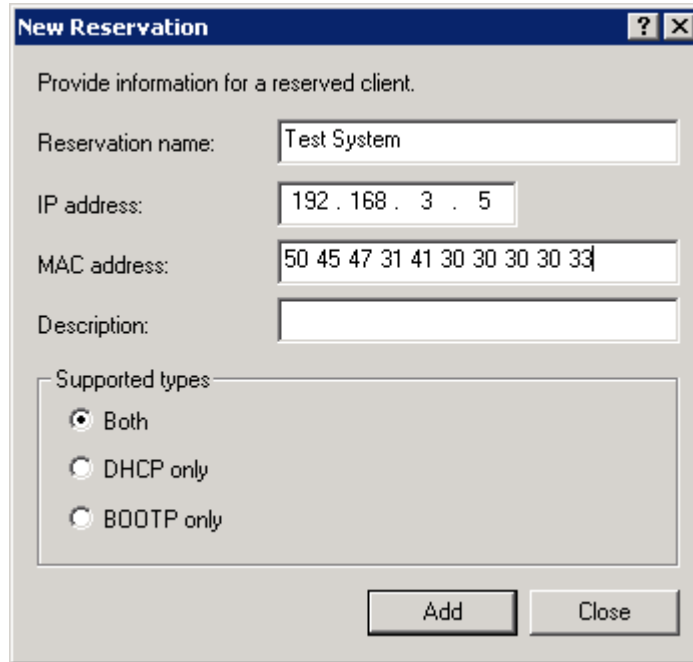 New Reservation
Provide information for a reserved client.
Reservation name: Test System
IP address: 192 . 168 . 3 . 5
MAC address: 50 45 47 31 41 30 30 30 30 33
Description:
Supported types
Both
DHCP only
BOOTP only
Add Close